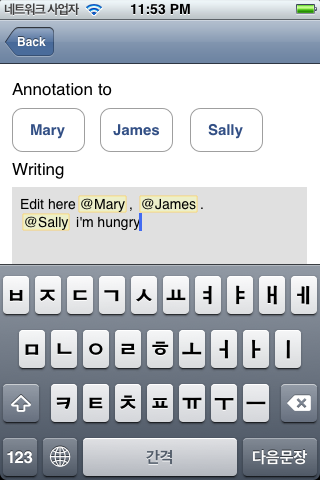 네트워크 사업자 11:53 PM
Back
Annotation to
Mary James Sally
Writing
Edit here @Mary , @James .
@Sally i'm hungry
ㅂ ㅈ ㄷ ㄱ ㅅ ㅛ ㅕ ㅑ ㅐ ㅔ
ㅁ ㄴ ㅇ ㄹ ㅎ ㅗ ㅓ ㅏ ㅣ
ㅋ ㅌ ㅊ ㅍ ㅠ ㅜ ㅡ
123 간격 다음문장